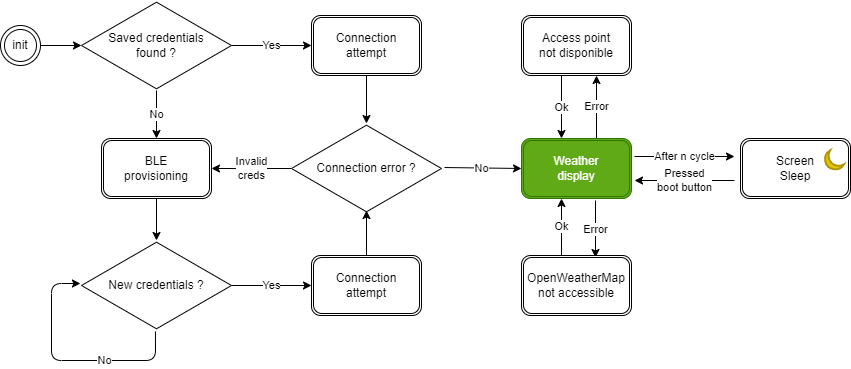 init
Saved credentials
found ?
Yes
Connection
attempt
Access point
not disponible
No
Ok
Error
BLE
provisioning
Invalid
creds
Connection error ?
No
Weather
display
After n cycle
Pressed
boot button
Screen
Sleep
Ok
Error
New credentials ?
Yes
Connection
attempt
OpenWeatherMap
not accessible
No